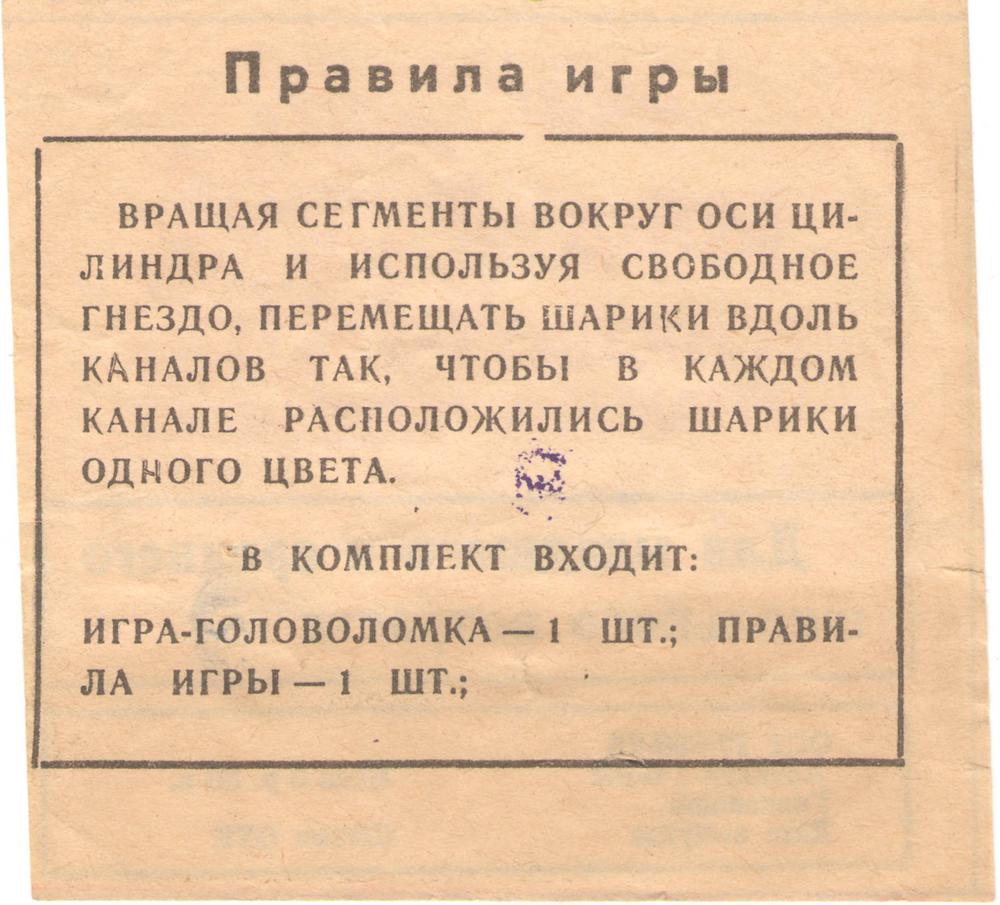 Правила игры
ВРАЩАЯ СЕГМЕНТЫ ВОКРУГ ОСИ ЦИ-
ЛИНДРА И ИСПОЛЬЗУЯ СВОБОДНОЕ
ГНЕЗДО, ПЕРЕМЕЩАТЬ ШАРИКИ ВДОЛЬ
КАНАЛОВ ТАК, ЧТОБЫ В КАЖДОМ
КАНАЛЕ РАСПОЛОЖИЛИСЬ ШАРИКИ
ОДНОГО ЦВЕТА.
В КОМПЛЕКТ ВХОДИТ:
ИГРА-ГОЛОВОЛОМКА — 1 ШТ.; ПРАВИ-
ЛА ИГРЫ — 1 ШТ.;